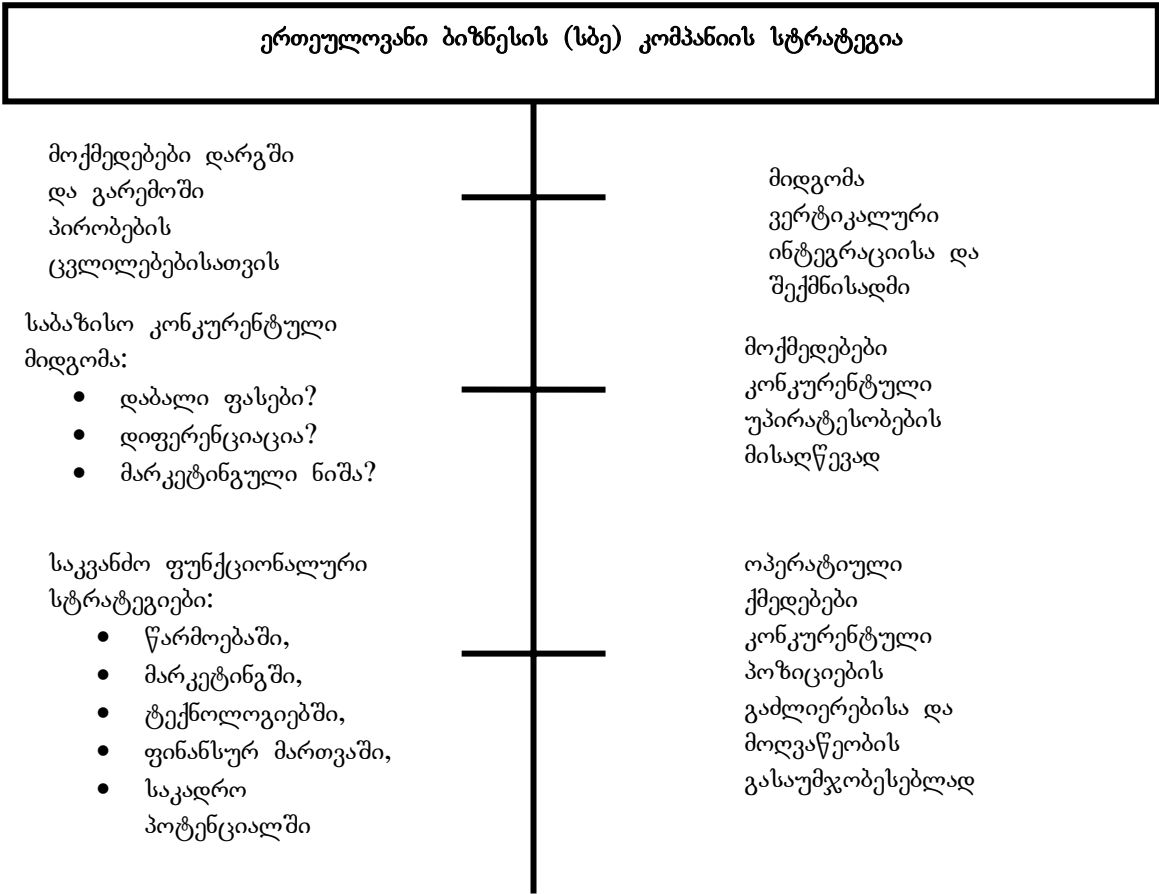 ერთეულოვანი ბიზნესის (სბე) კომპანიის სტრატეგია
მოქმედებები დარგში
და გარემოში
პირობების
ცვლილებებისათვის
საბაზისო კონკურენტული
მიდგომა:
• დაბალი ფასები?
• დიფერენციაცია?
• მარკეტინგული ნიშა?
საკვანძო ფუნქციონალური
სტრატეგიები:
• წარმოებაში,
• მარკეტინგში,
• ტექნოლოგიებში,
• ფინანსურ მართვაში,
• საკადრო
პოტენციალში
მიდგომა
ვერტიკალური
ინტეგრაციისა და
შექმნისადმი
მოქმედებები
კონკურენტული
უპირატესობების
მისაღწევად
ოპერატიული
ქმედებები
კონკურენტული
პოზიციების
გაძლიერებისა და
მოღვაწეობის
გასაუმჯობესებლად